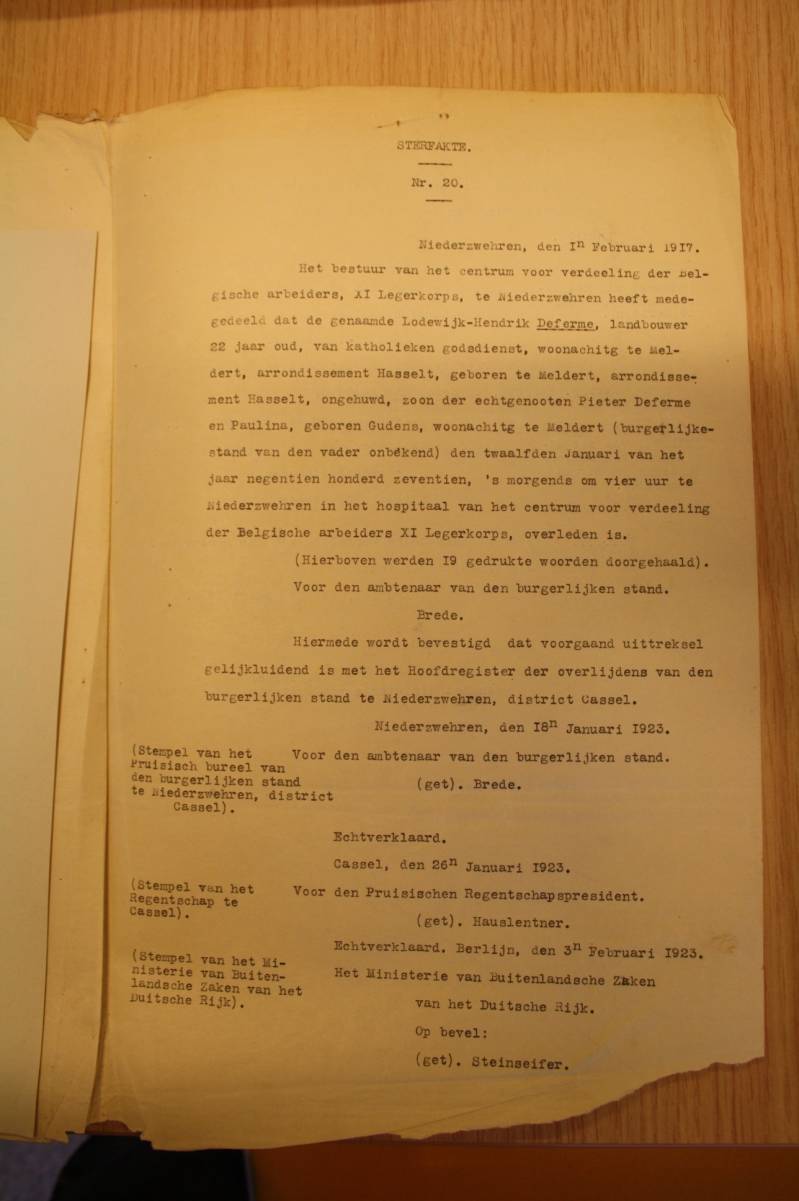 STERFAKTE.
Nr. 20.
Niederzwehren, den In Februari 1917.
Het bestuur van het centrum voor verdeeling der Bel-
gische arbeiders, XI Legerkorps, te Niederzwehren heeft mede-
gedeeld dat de genaamde Lodewijk-Hendrik Deferme, landbouwer
22 jaar oud, van katholieken godsdienst, woonachitg te Mel-
dert, arrondissement Hasselt, geboren te Meldert, arrondisse-
ment Hasselt, ongehuwd, zoon der echtgenooten Pieter Deferme
en Paulina, geboren Gudens, woonachitg te Meldert (burgerlijke-
stand van den vader onbekend) den twaalfden Januari van het
jaar negentien honderd zeventien, 's morgends om vier uur te
Niederzwehren in het hospitaal van het centrum voor verdeeling
der Belgische arbeiders XI Legerkorps, overleden is.
(Hierboven werden I9 gedrukte woorden doorgehaald).
Voor den ambtenaar van den burgerlijken stand.
Brede.
Hiermede wordt bevestigd dat voorgaand uittreksel
gelijkluidend is met het Hoofdregister der overlijdens van den
burgerlijken stand te Niederzwehren, district Cassel.
Niederzwehren, den I8n Januari I923.
(Stempel van het
Pruisisch bureel van
den burgerlijken stand
te Niederzwehren, district
Cassel).
Voor den ambtenaar van den burgerlijken stand.
(get). Brede.
Echtverklaard.
Cassel, den 26n Januari I923.
(Stempel van het
Regentschap te
Cassel).
Voor den Pruisischen Regentschapspresident.
(get). Hauslentner.
Echtverklaard. Berlijn, den 3n Februari I923.
(Stempel van het Mi-
nisterie van Buiten-
landsche Zaken van het
Duitsche Rijk).
Het Ministerie van Buitenlandsche Zaken
van het Duitsche Rijk.
Op bevel:
(get). Steinseifer.